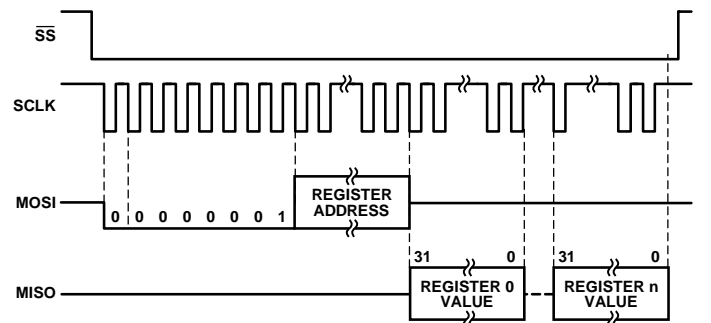 SS
SCLK
MOSI
0 0 0 0 0 0 0 1
REGISTER
ADDRESS
31 0
31 0
MISO
REGISTER 0
VALUE
REGISTER n
VALUE